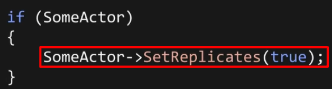 if (SomeActor)
{
SomeActor->SetReplicates(true);
}